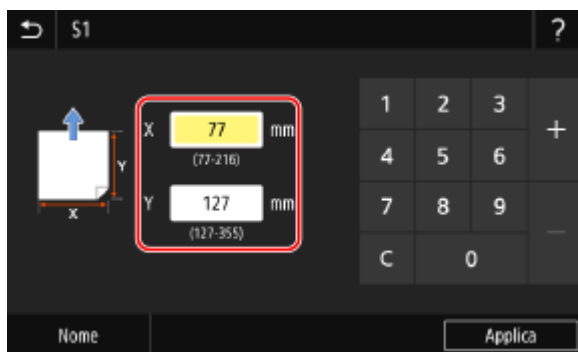 S1 ?
X 77 mm
(77-216)
Y 127 mm
(127-355)
Y
X
1 2 3 +
4 5 6
7 8 9 —
C 0
Nome Applica